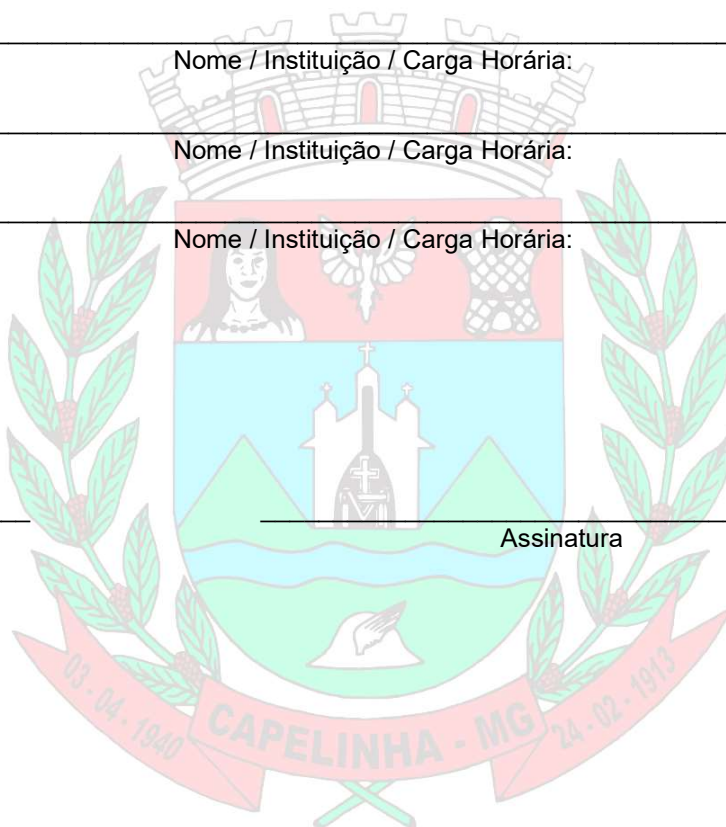 Nome / Instituição / Carga Horária:
Nome / Instituição / Carga Horária:
Nome / Instituição / Carga Horária:
Assinatura
03 - 04 - 1940
CAPELINHA - MG
24 - 02 - 1913